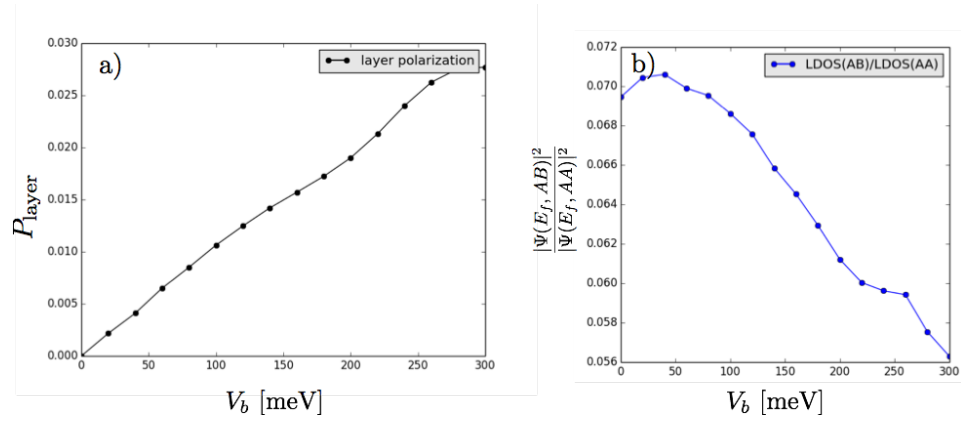 a)
layer polarization
0.030
0.025
0.020
0.015
0.010
0.005
0.000
P_layer
0 50 100 150 200 250 300
V_b [meV]
b)
LDOS(AB)/LDOS(AA)
0.072
0.070
0.068
0.066
0.064
0.062
0.060
0.058
0.056
|Ψ(E_f, AB)|²
|Ψ(E_f, AA)|²
0 50 100 150 200 250 300
V_b [meV]